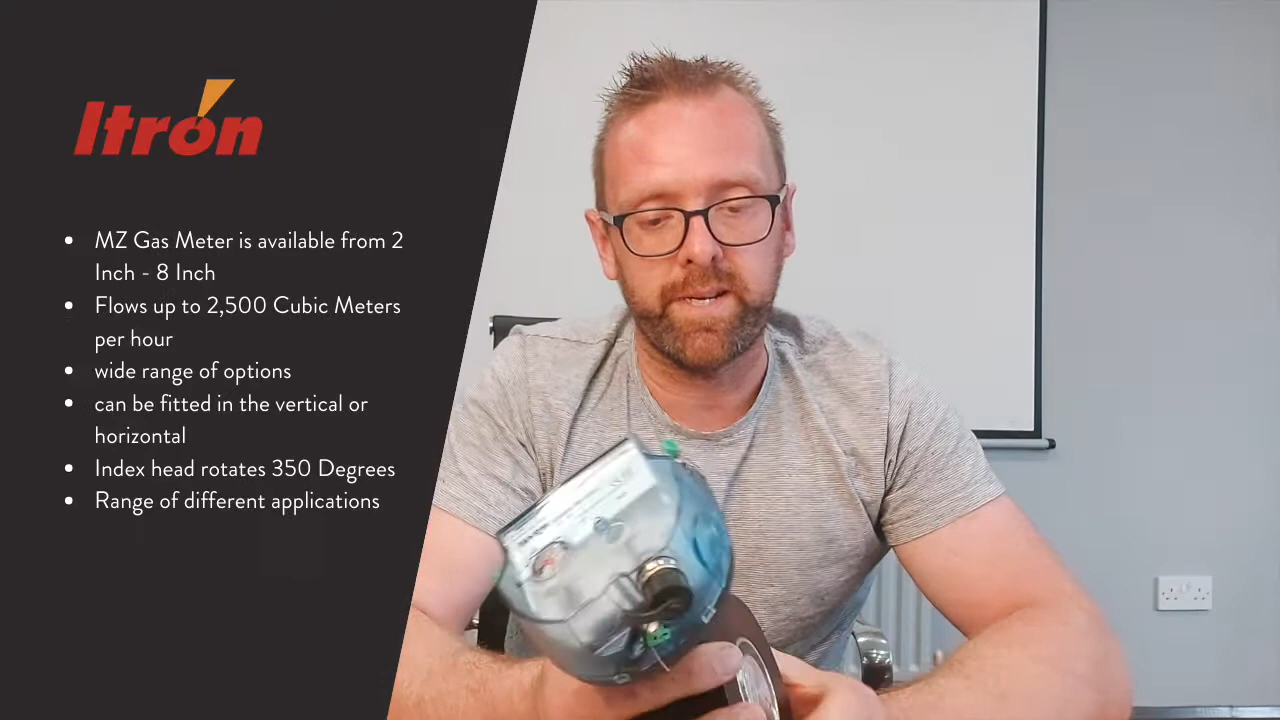 Itron
• MZ Gas Meter is available from 2
Inch - 8 Inch
• Flows up to 2,500 Cubic Meters
per hour
• wide range of options
• can be fitted in the vertical or
horizontal
• Index head rotates 350 Degrees
• Range of different applications